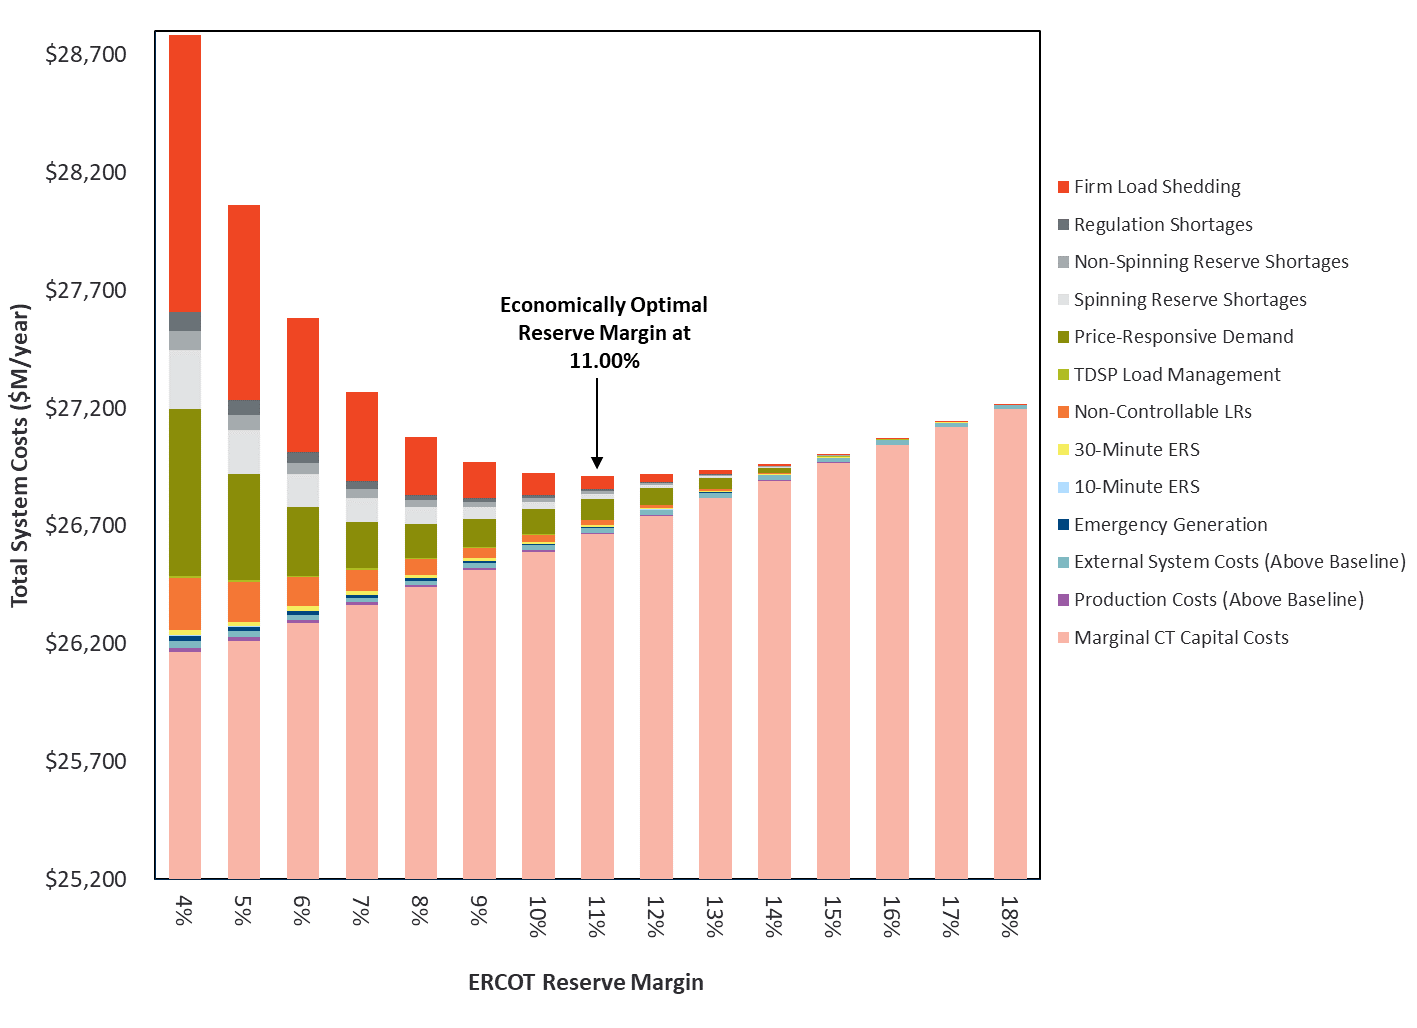 Total System Costs ($M/year)
$28,700
$28,200
$27,700
$27,200
$26,700
$26,200
$25,700
$25,200
Economically Optimal
Reserve Margin at
11.00%
4%
5%
6%
7%
8%
9%
10%
11%
12%
13%
14%
15%
16%
17%
18%
ERCOT Reserve Margin
Firm Load Shedding
Regulation Shortages
Non-Spinning Reserve Shortages
Spinning Reserve Shortages
Price-Responsive Demand
TDSP Load Management
Non-Controllable LRs
30-Minute ERS
10-Minute ERS
Emergency Generation
External System Costs (Above Baseline)
Production Costs (Above Baseline)
Marginal CT Capital Costs